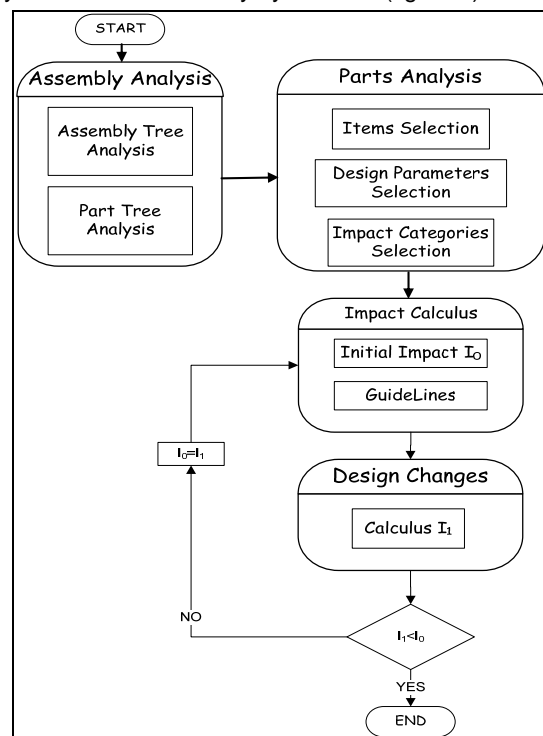 START
Assembly Analysis
Assembly Tree
Analysis
Part Tree
Analysis
Parts Analysis
Items Selection
Design Parameters
Selection
Impact Categories
Selection
Impact Calculus
Initial Impact I₀
GuideLines
I₀=I₁
Design Changes
Calculus I₁
I₁<I₀
NO
YES
END